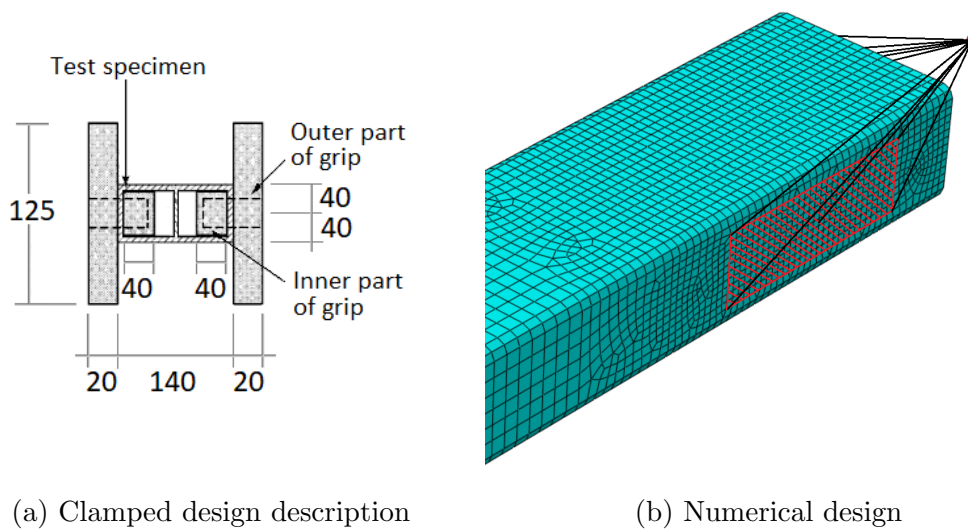 Test specimen
Outer part
of grip
125
40
40
40
40
Inner part
of grip
20
140
20
(a) Clamped design description
(b) Numerical design